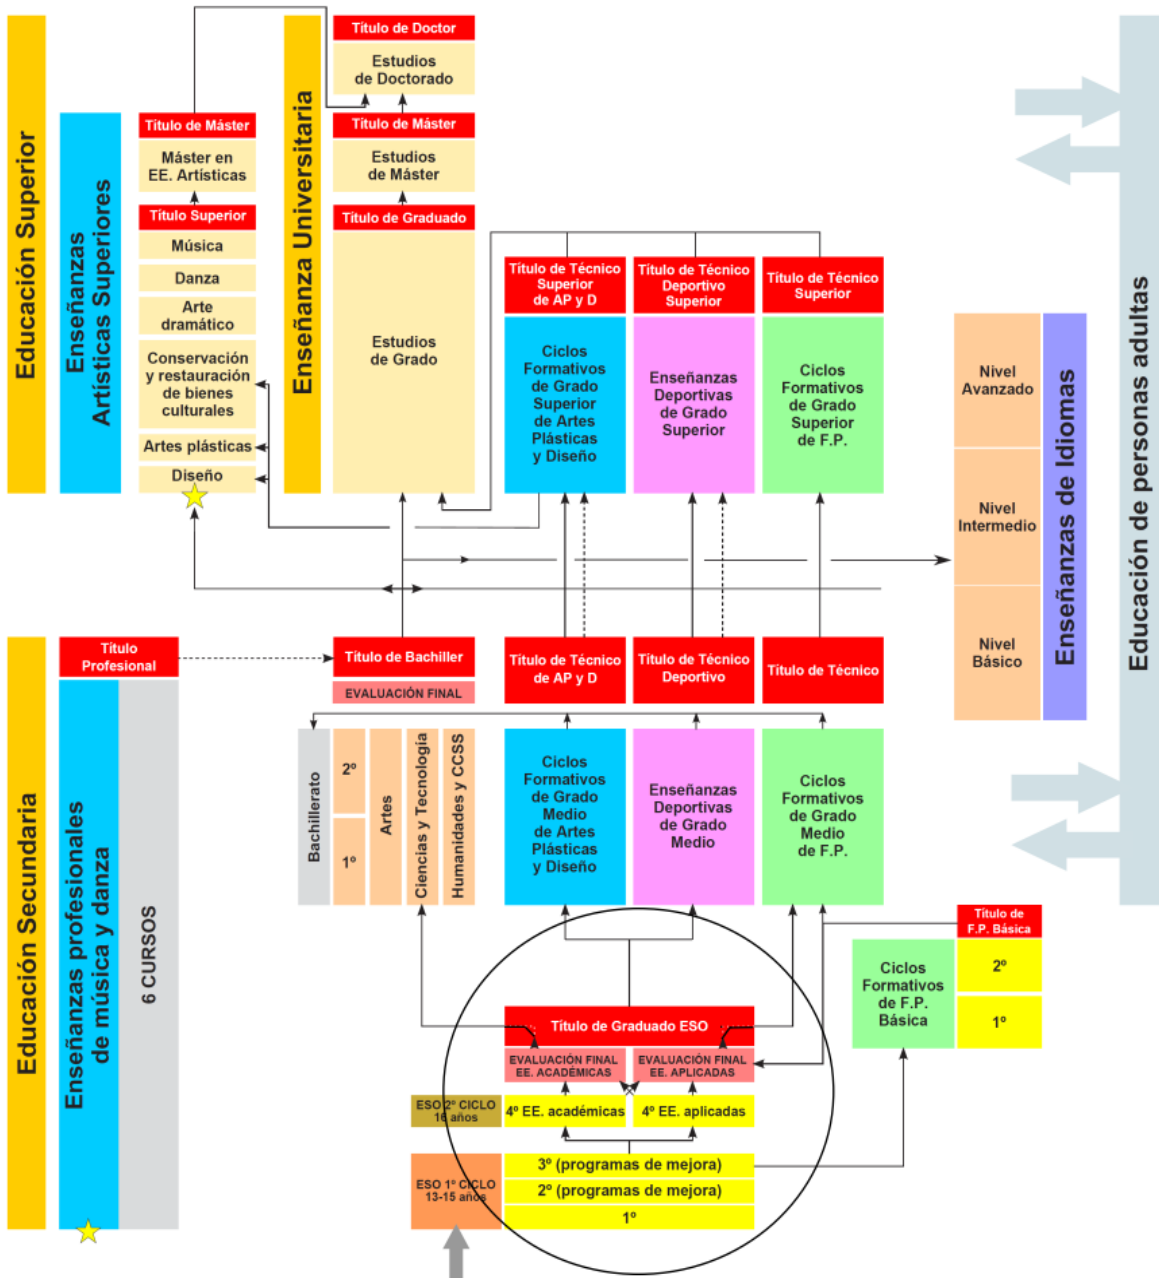 Educación Superior
Enseñanzas
Artísticas Superiores
Título de Máster
Máster en
EE. Artísticas
Título Superior
Música
Danza
Arte
dramático
Conservación
y restauración
de bienes
culturales
Artes plásticas
Diseño
Enseñanza Universitaria
Título de Doctor
Estudios
de Doctorado
Título de Máster
Estudios
de Máster
Título de Graduado
Estudios
de Grado
Título de Técnico
Superior
de AP y D
Ciclos
Formativos
de Grado
Superior
de Artes
Plásticas
y Diseño
Título de Técnico
Deportivo
Superior
Enseñanzas
Deportivas
de Grado
Superior
Título de Técnico
Superior
Ciclos
Formativos
de Grado
Superior
de F.P.
Nivel
Avanzado
Nivel
Intermedio
Nivel
Básico
Enseñanzas de Idiomas
Educación de personas adultas
Educación Secundaria
Título
Profesional
Enseñanzas profesionales
de música y danza
6 CURSOS
Título de Bachiller
EVALUACIÓN FINAL
Bachillerato
2º
1º
Artes
Ciencias y Tecnología
Humanidades y CCSS
Título de Técnico
de AP y D
Ciclos
Formativos
de Grado
Medio
de Artes
Plásticas
y Diseño
Título de Técnico
Deportivo
Enseñanzas
Deportivas
de Grado
Medio
Título de Técnico
Ciclos
Formativos
de Grado
Medio
de F.P.
Título de
F.P. Básica
Ciclos
Formativos
de F.P.
Básica
2º
1º
Título de Graduado ESO
EVALUACIÓN FINAL
EE. ACADÉMICAS
EVALUACIÓN FINAL
EE. APLICADAS
ESO 2º CICLO
16 años
4º EE. académicas
4º EE. aplicadas
ESO 1º CICLO
13-15 años
3º (programas de mejora)
2º (programas de mejora)
1º